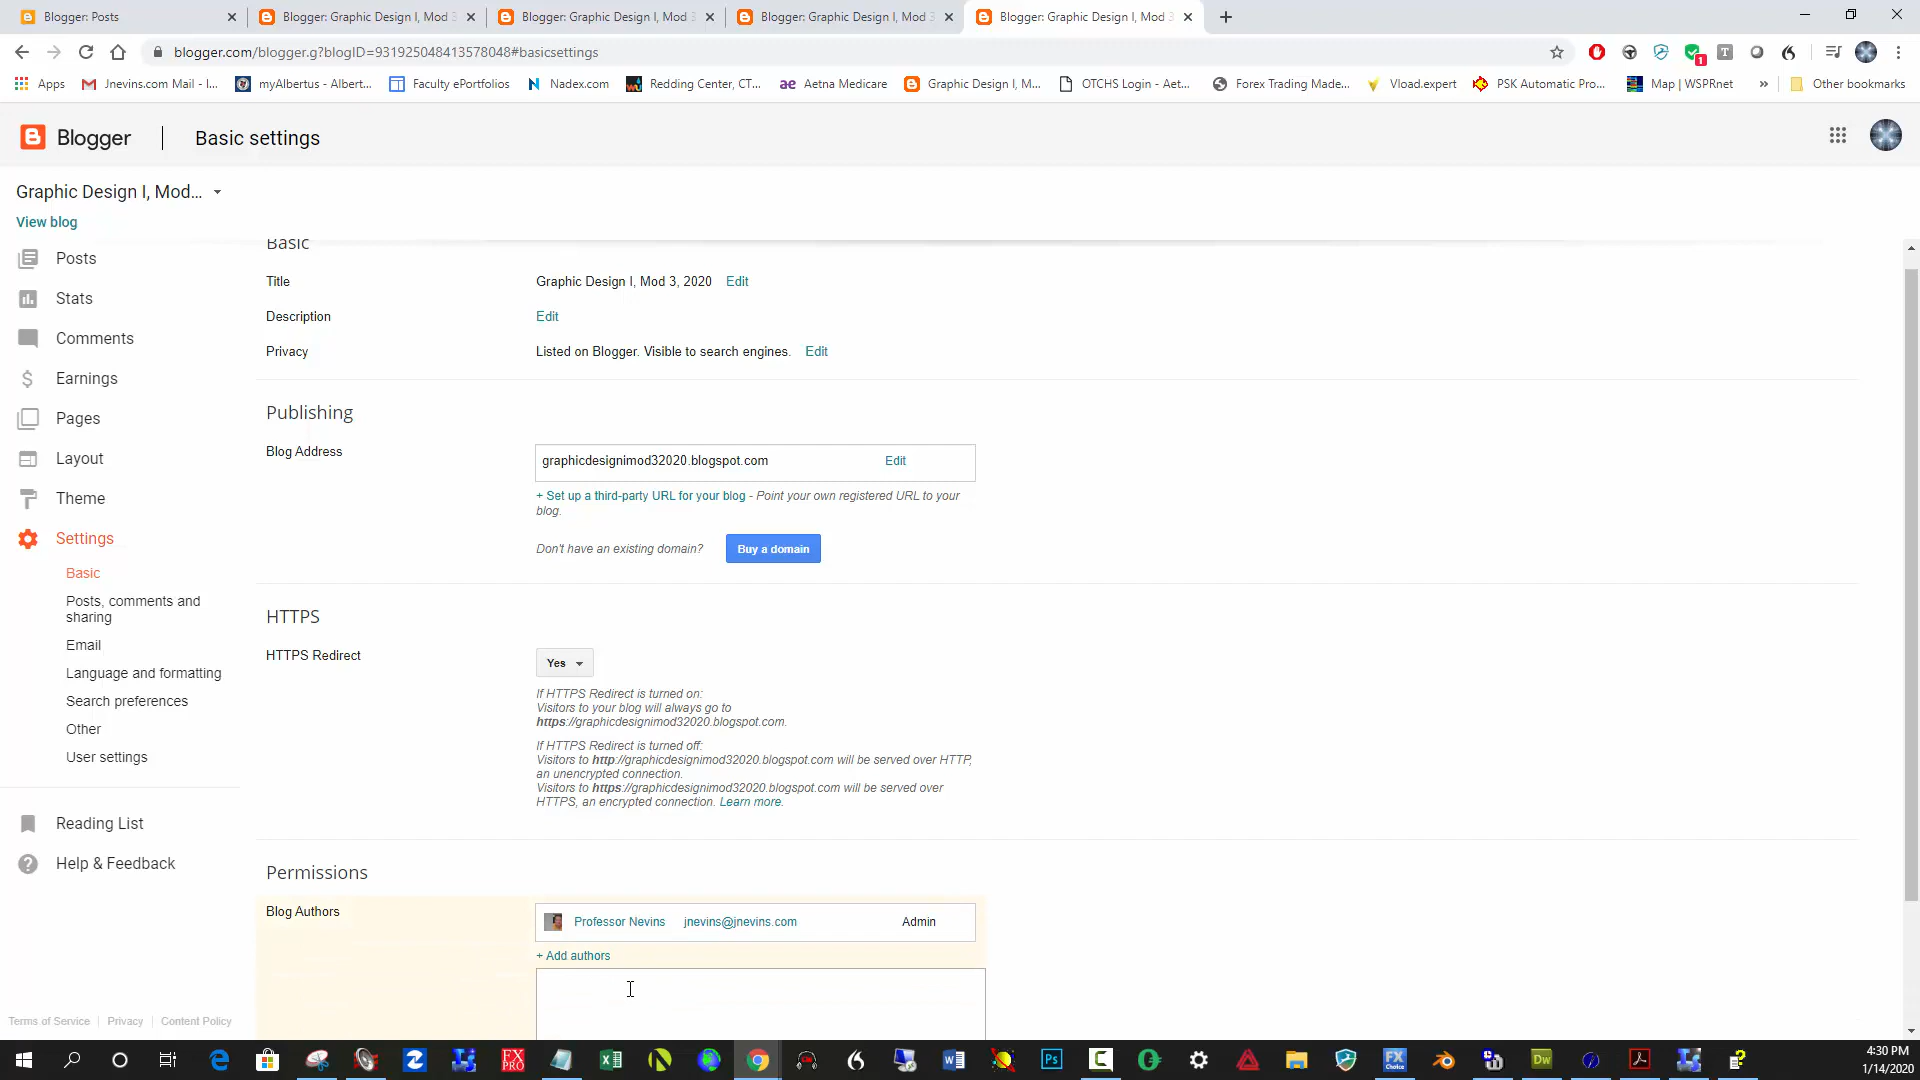 Blogger: Posts
Blogger: Graphic Design I, Mod 3
Blogger: Graphic Design I, Mod 3
Blogger: Graphic Design I, Mod 3
Blogger: Graphic Design I, Mod 3
blogger.com/blogger.g?blogID=931925048413578048#basicsettings
Apps
Jnevins.com Mail - I...
myAlbertus - Albert...
Faculty ePortfolios
Nadex.com
Redding Center, CT...
Aetna Medicare
Graphic Design I, M...
OTCHS Login - Aet...
Forex Trading Made...
Vload.expert
PSK Automatic Pro...
Map | WSPRnet
»
Other bookmarks
Blogger
Basic settings
Graphic Design I, Mod...
View blog
Posts
Stats
Comments
Earnings
Pages
Layout
Theme
Settings
Basic
Posts, comments and
sharing
Email
Language and formatting
Search preferences
Other
User settings
Reading List
Help & Feedback
Terms of Service | Privacy | Content Policy
Basic
Title Graphic Design I, Mod 3, 2020 Edit
Description Edit
Privacy Listed on Blogger. Visible to search engines. Edit
Publishing
Blog Address graphicdesignimod32020.blogspot.com Edit
+ Set up a third-party URL for your blog - Point your own registered URL to your
blog.
Don't have an existing domain? Buy a domain
HTTPS
HTTPS Redirect Yes
If HTTPS Redirect is turned on:
Visitors to your blog will always go to
https://graphicdesignimod32020.blogspot.com.
If HTTPS Redirect is turned off:
Visitors to http://graphicdesignimod32020.blogspot.com will be served over HTTP,
an unencrypted connection.
Visitors to https://graphicdesignimod32020.blogspot.com will be served over
HTTPS, an encrypted connection. Learn more.
Permissions
Blog Authors Professor Nevins jnevins@jnevins.com Admin
+ Add authors
4:30 PM
1/14/2020